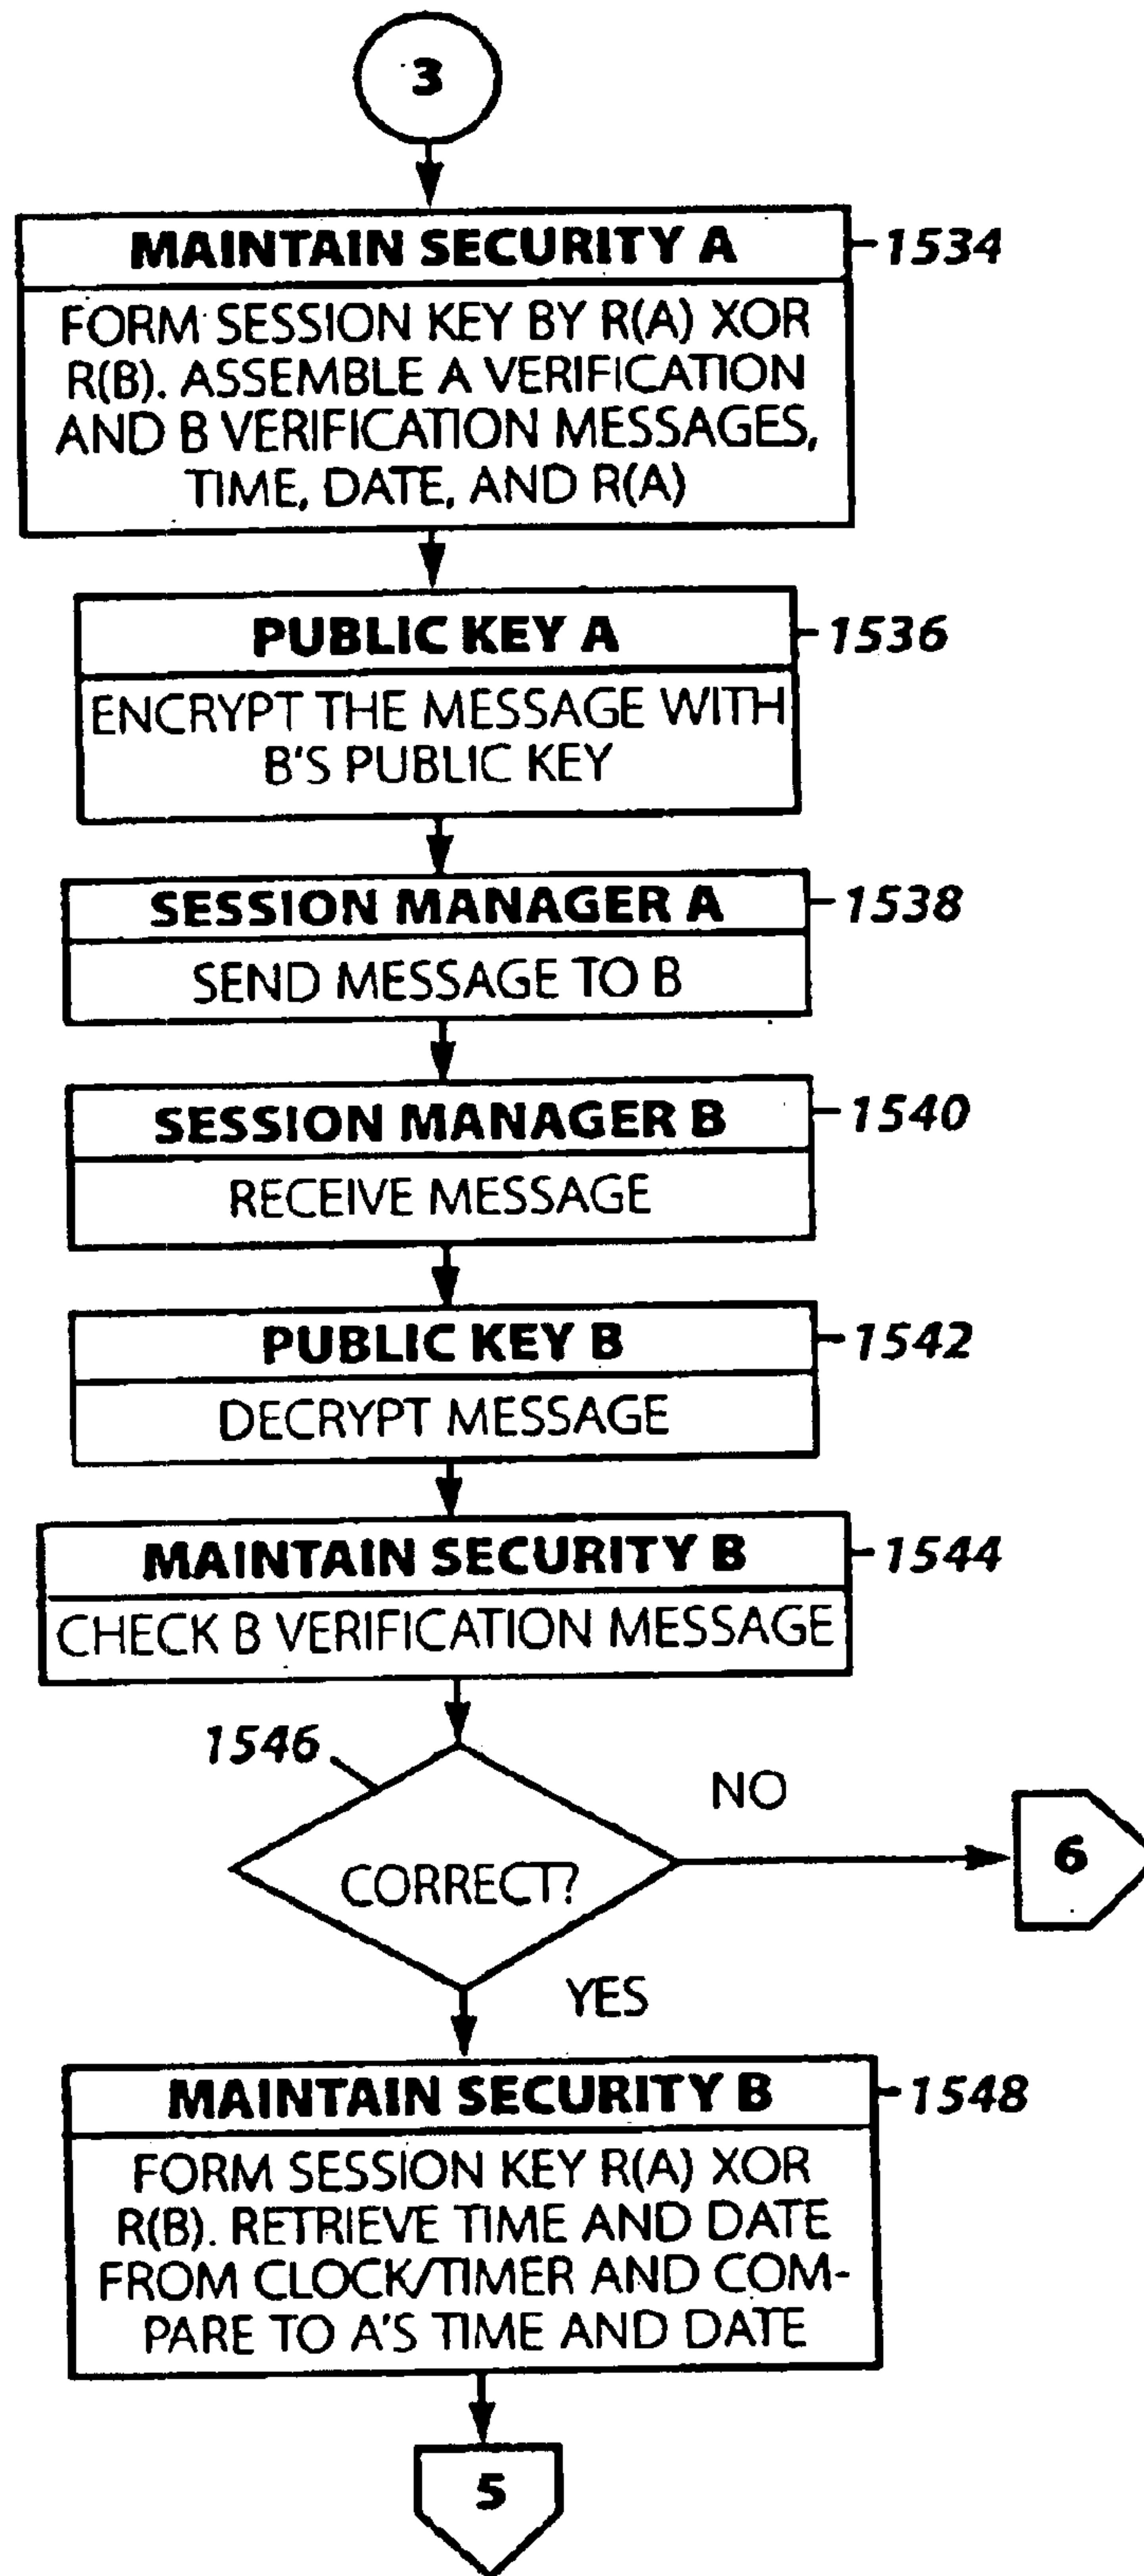 3
MAINTAIN SECURITY A
1534
FORM SESSION KEY BY R(A) XOR
R(B). ASSEMBLE A VERIFICATION
AND B VERIFICATION MESSAGES,
TIME, DATE, AND R(A)
PUBLIC KEY A
1536
ENCRYPT THE MESSAGE WITH
B'S PUBLIC KEY
SESSION MANAGER A
1538
SEND MESSAGE TO B
SESSION MANAGER B
1540
RECEIVE MESSAGE
PUBLIC KEY B
1542
DECRYPT MESSAGE
MAINTAIN SECURITY B
1544
CHECK B VERIFICATION MESSAGE
1546
NO
CORRECT?
6
YES
MAINTAIN SECURITY B
1548
FORM SESSION KEY R(A) XOR
R(B). RETRIEVE TIME AND DATE
FROM CLOCK/TIMER AND COM-
PARE TO A'S TIME AND DATE
5